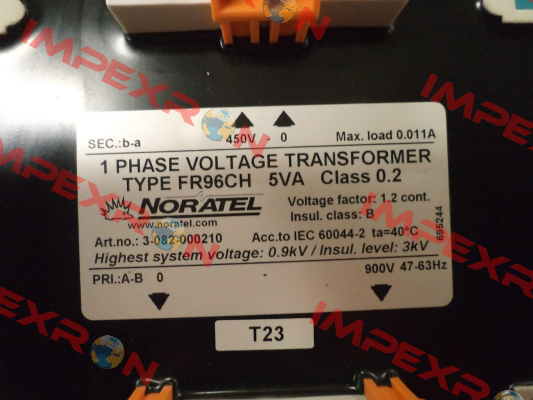 IMPEXRON
SEC.:b-a 450V - 0 Max. load 0.011A
1 PHASE VOLTAGE TRANSFORMER
TYPE FR96CH 5VA Class 0.2
NORATEL
www.noratel.com
Voltage factor: 1.2 cont.
Insul. class: B
Art.no.: 3-082-000210 Acc.to IEC 60044-2 ta=40°C
Highest system voltage: 0.9kV / Insul. level: 3kV
695244
PRI.:A-B 0 - 900V 47-63Hz
T23
IMPEXRON
IMPEXRON
IMPEXRON